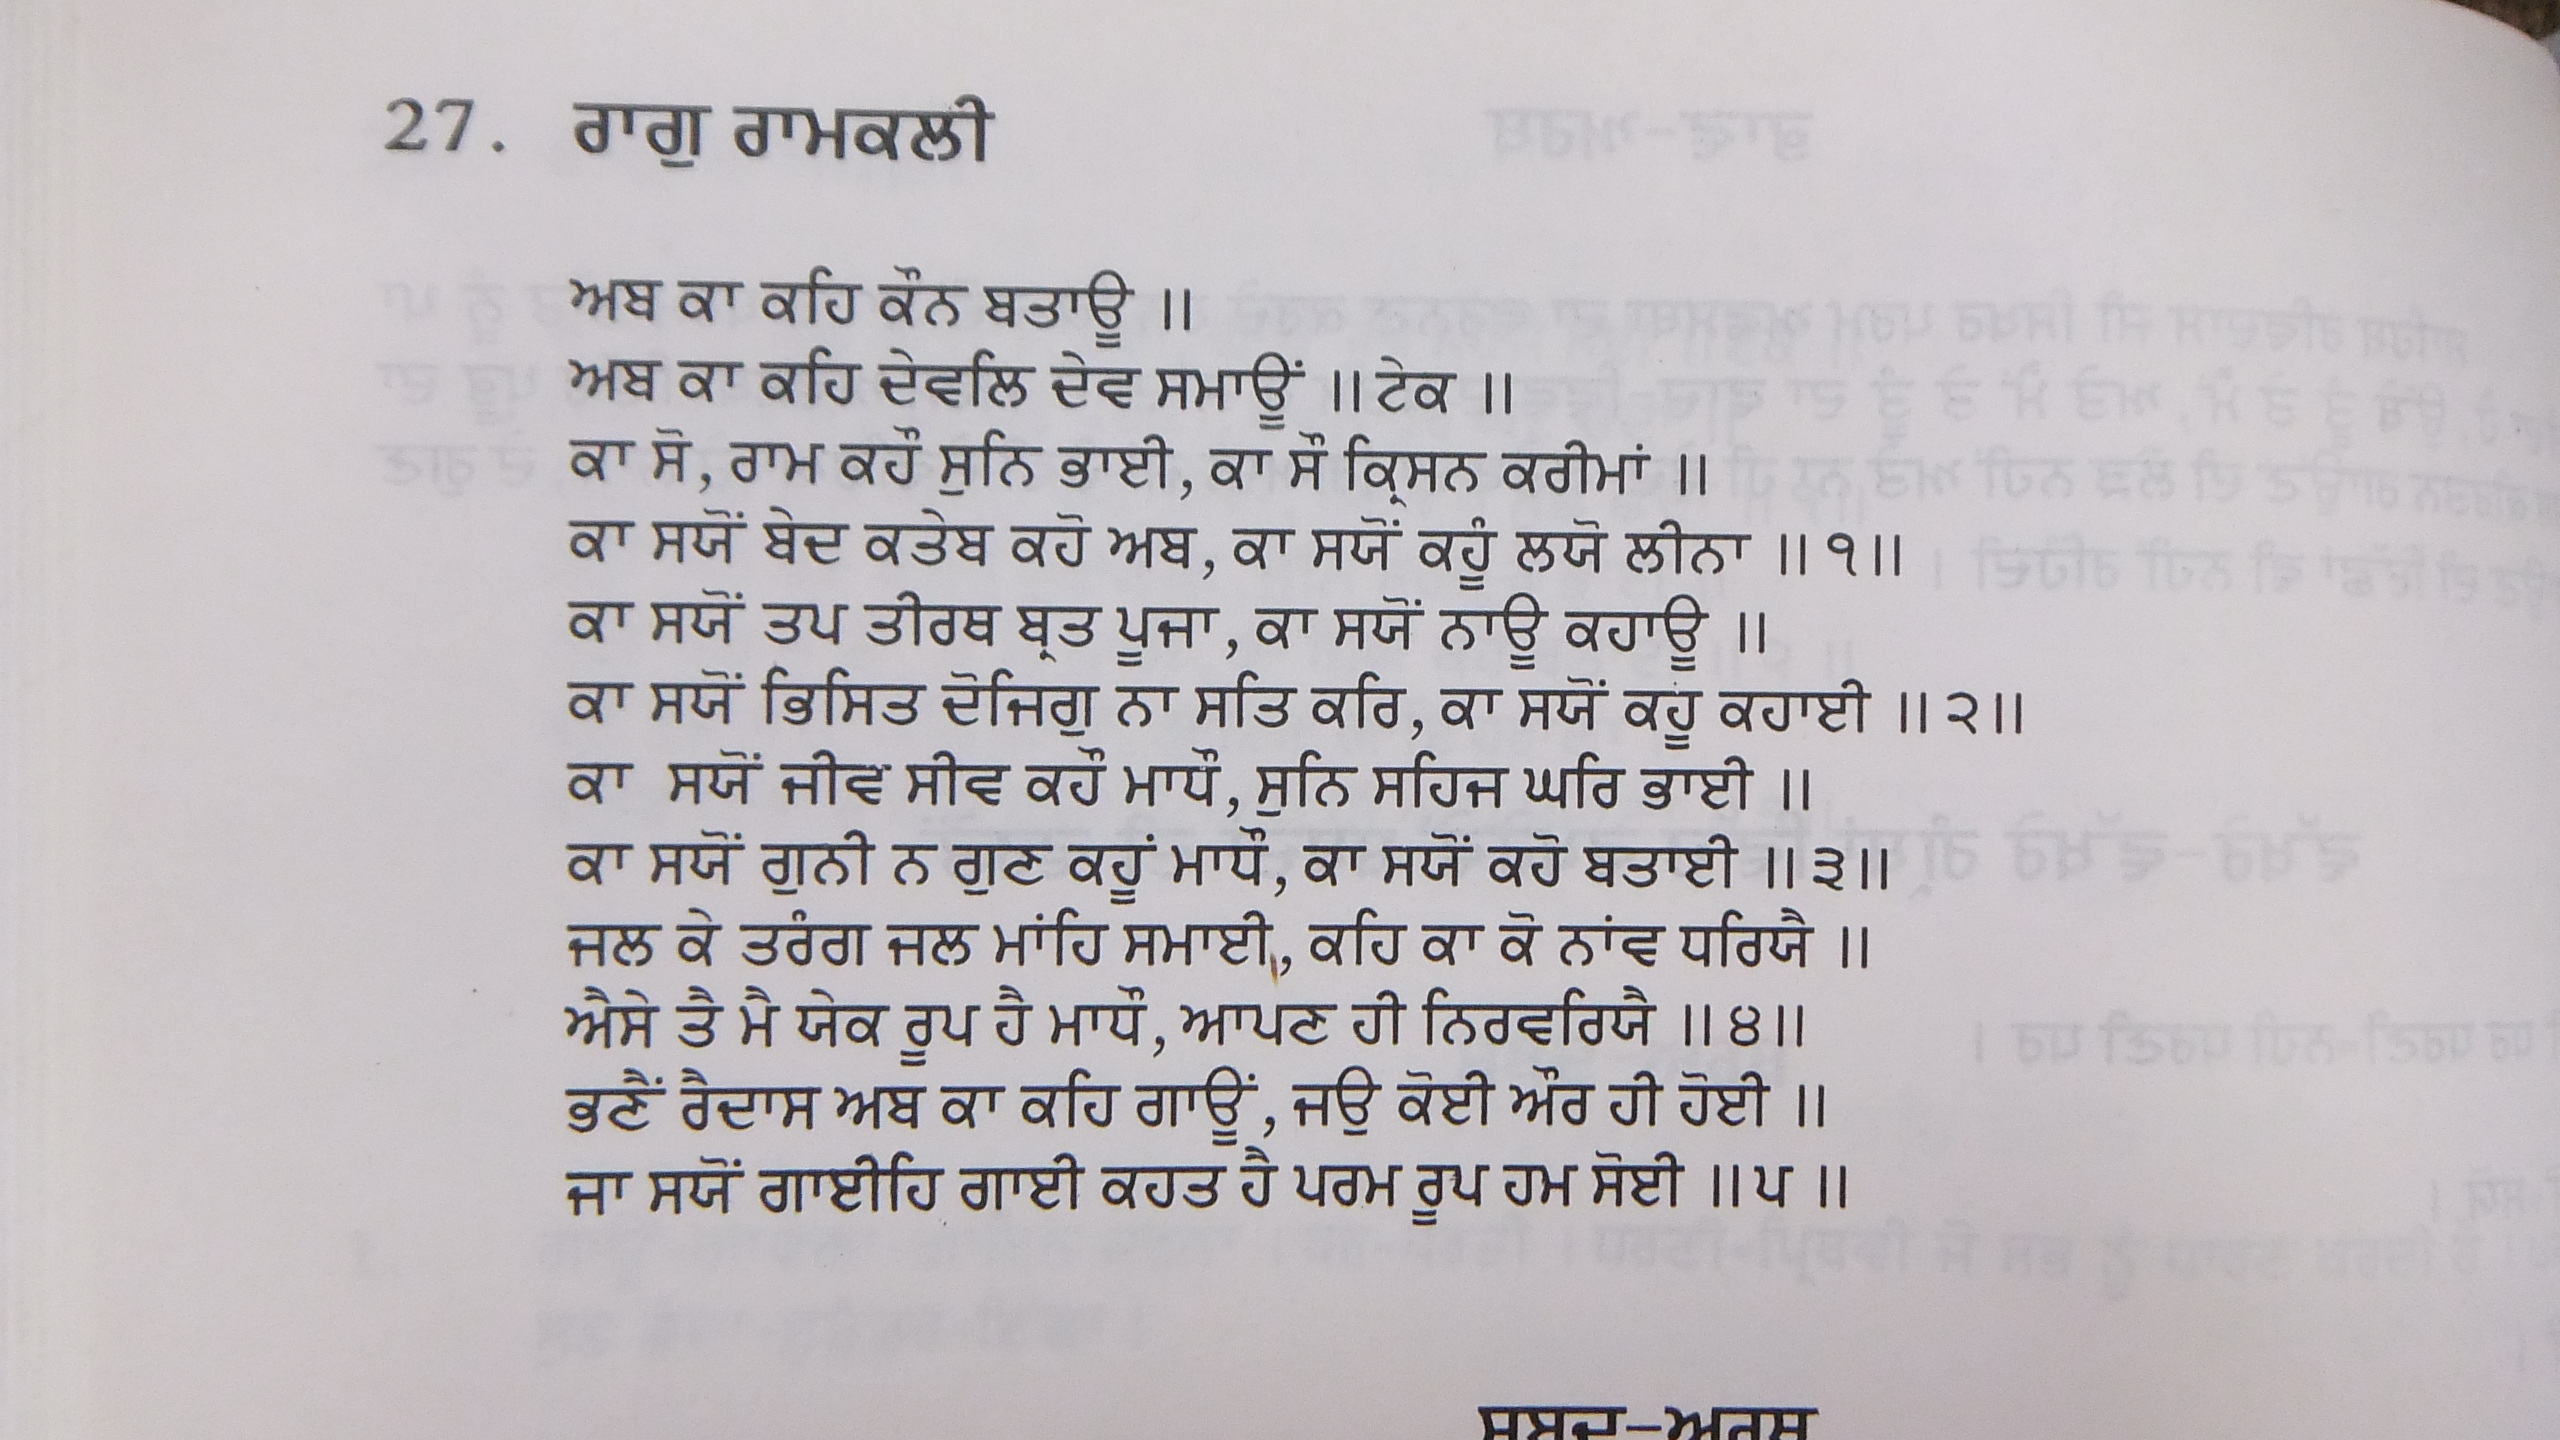 27. ਰਾਗੁ ਰਾਮਕਲੀ
ਅਬ ਕਾ ਕਹਿ ਕੌਨ ਬਤਾਊ ॥
ਅਬ ਕਾ ਕਹਿ ਦੇਵਲਿ ਦੇਵ ਸਮਾਊਂ ॥ ਟੇਕ ॥
ਕਾ ਸੋ, ਰਾਮ ਕਹੌ ਸੁਨਿ ਭਾਈ, ਕਾ ਸੌ ਕ੍ਰਿਸਨ ਕਰੀਮਾਂ ॥
ਕਾ ਸਯੋਂ ਬੇਦ ਕਤੇਬ ਕਹੋ ਅਬ, ਕਾ ਸਯੋਂ ਕਹੂੰ ਲਯੋ ਲੀਨਾ ॥ ੧ ॥
ਕਾ ਸਯੋਂ ਤਪ ਤੀਰਥ ਬ੍ਰਤ ਪੂਜਾ, ਕਾ ਸਯੋਂ ਨਾਊ ਕਹਾਊ ॥
ਕਾ ਸਯੋਂ ਭਿਸਿਤ ਦੋਜਿਗੁ ਨਾ ਸਤਿ ਕਰਿ, ਕਾ ਸਯੋਂ ਕਹੂ ਕਹਾਈ ॥ ੨ ॥
ਕਾ ਸਯੋਂ ਜੀਵ ਸੀਵ ਕਹੌ ਮਾਧੌ, ਸੁਨਿ ਸਹਿਜ ਘਰਿ ਭਾਈ ॥
ਕਾ ਸਯੋਂ ਗੁਨੀ ਨ ਗੁਣ ਕਹੂਂ ਮਾਧੌ, ਕਾ ਸਯੋਂ ਕਹੋ ਬਤਾਈ ॥ ੩ ॥
ਜਲ ਕੇ ਤਰੰਗ ਜਲ ਮਾਂਹਿ ਸਮਾਈ, ਕਹਿ ਕਾ ਕੋ ਨਾਂਵ ਧਰਿਯੈ ॥
ਐਸੇ ਤੈ ਮੈ ਯੇਕ ਰੂਪ ਹੈ ਮਾਧੌ, ਆਪਣ ਹੀ ਨਿਰਵਰਿਯੈ ॥ ੪ ॥
ਭਣੈਂ ਰੈਦਾਸ ਅਬ ਕਾ ਕਹਿ ਗਾਊਂ, ਜਉ ਕੋਈ ਔਰ ਹੀ ਹੋਈ ॥
ਜਾ ਸਯੋਂ ਗਾਈਹਿ ਗਾਈ ਕਹਤ ਹੈ ਪਰਮ ਰੂਪ ਹਮ ਸੋਈ ॥ ੫ ॥
ਸ਼ਬਦ-ਅਰਥ